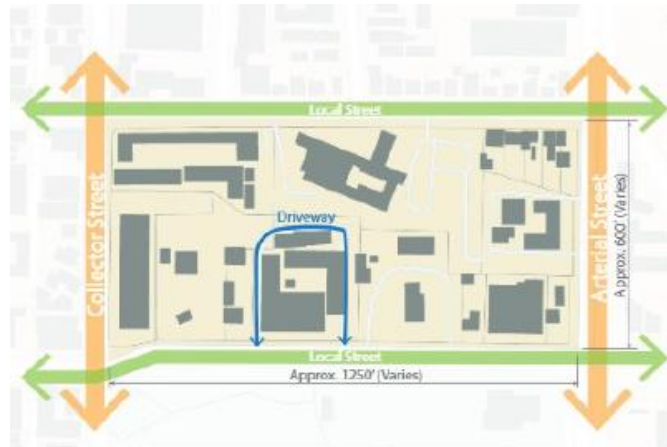 Local Street
Driveway
Collector Street
Arterial Street
Approx. 600' (Varies)
Local Street
Approx. 1250' (Varies)